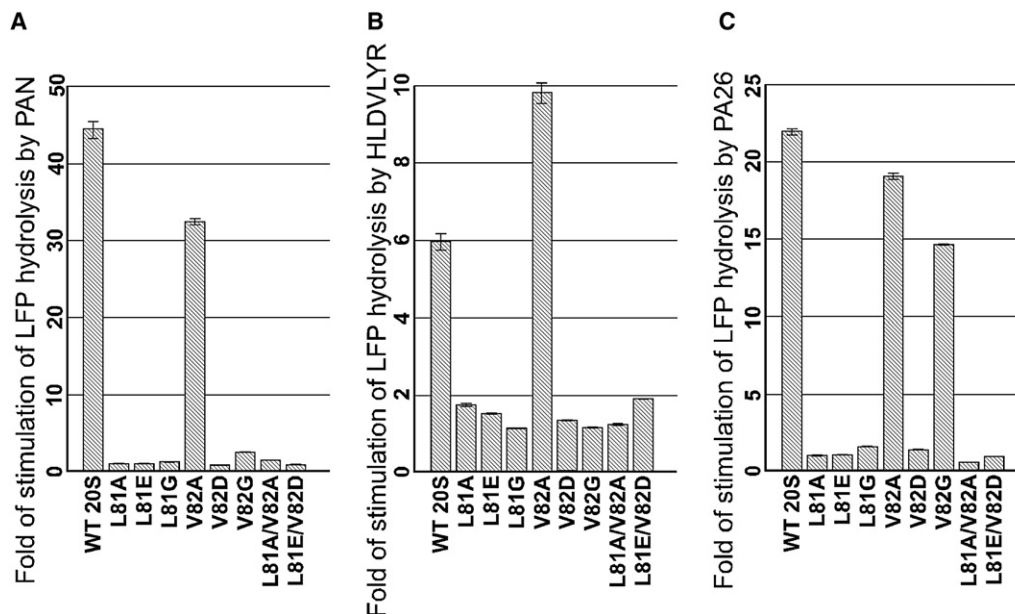 A
Fold of stimulation of LFP hydrolysis by PAN
50
40
30
20
10
0
WT 20S
L81A
L81E
L81G
V82A
V82D
V82G
L81A/V82A
L81E/V82D
B
Fold of stimulation of LFP hydrolysis by HLDVLYR
10
8
6
4
2
0
WT 20S
L81A
L81E
L81G
V82A
V82D
V82G
L81A/V82A
L81E/V82D
C
Fold of stimulation of LFP hydrolysis by PA26
25
20
15
10
5
0
WT 20S
L81A
L81E
L81G
V82A
V82D
V82G
L81A/V82A
L81E/V82D